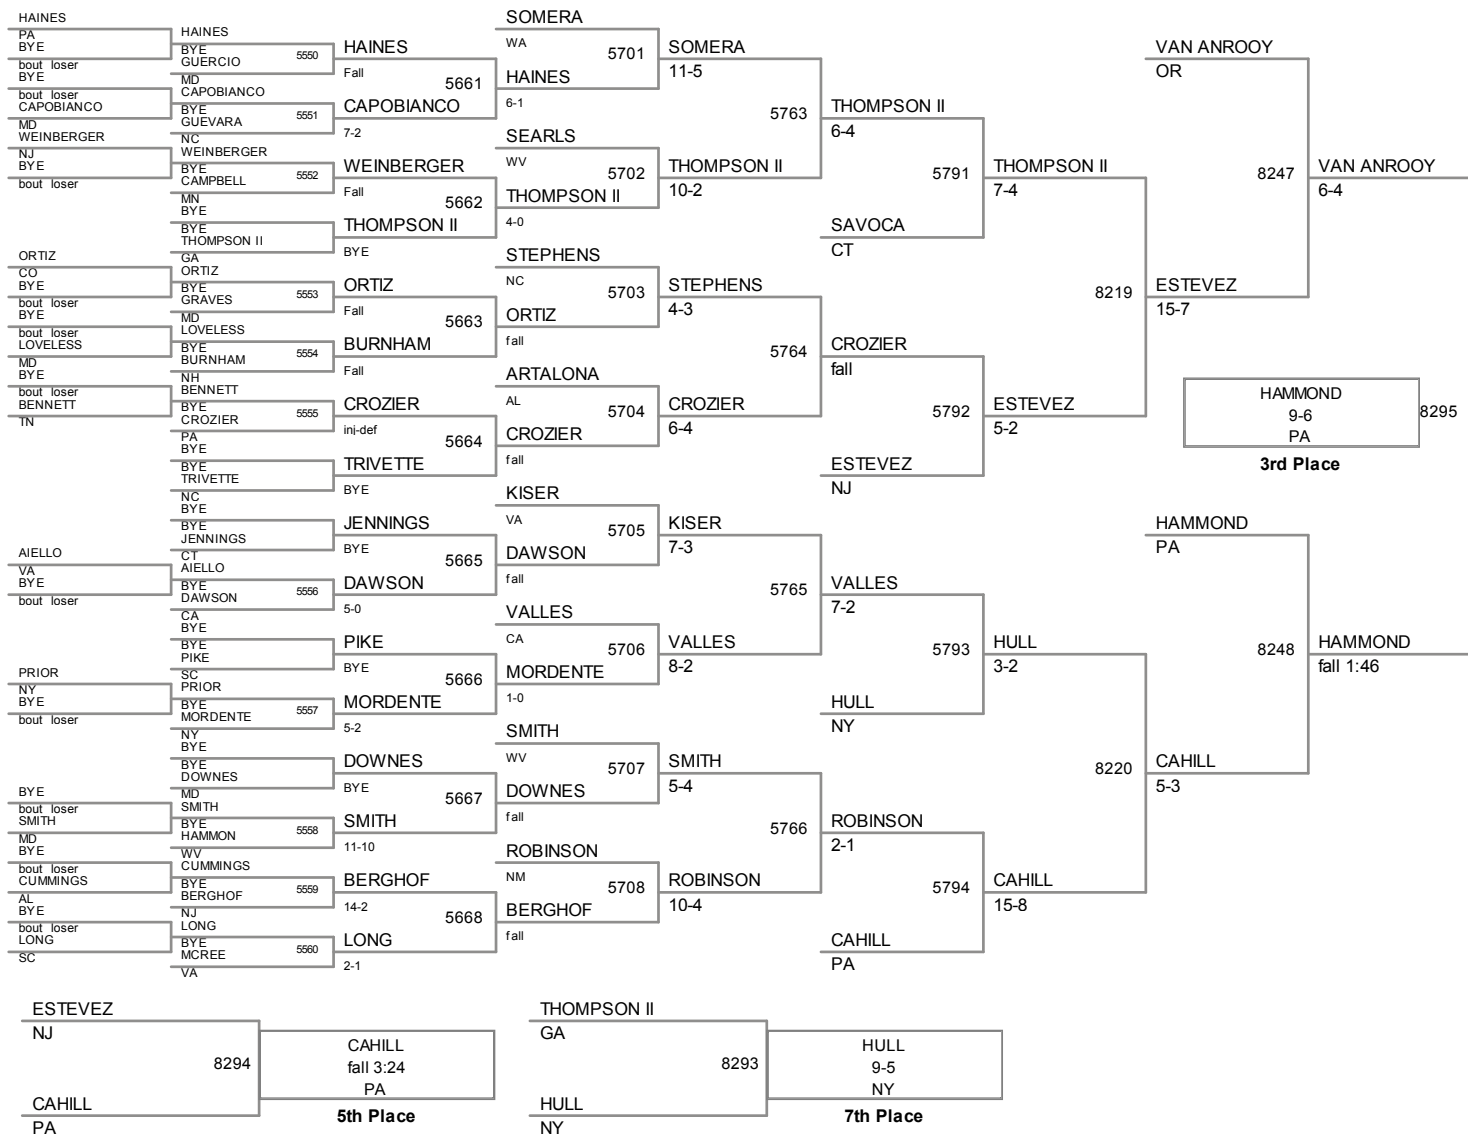 HAINES
PA
BYE
bout loser
BYE
bout loser
CAPOBIANCO
MD
WEINBERGER
NJ
BYE
bout loser
ORTIZ
CO
BYE
bout loser
BYE
bout loser
LOVELESS
MD
BYE
bout loser
BENNETT
TN
AIELLO
VA
BYE
bout loser
PRIOR
NY
BYE
bout loser
BYE
bout loser
SMITH
MD
BYE
bout loser
CUMMINGS
AL
BYE
bout loser
LONG
SC
HAINES
BYE
5550
GUERCIO
MD
CAPOBIANCO
BYE
5551
GUEVARA
NC
WEINBERGER
BYE
5552
CAMPBELL
MN
BYE
BYE
THOMPSON II
GA
ORTIZ
BYE
5553
GRAVES
MD
LOVELESS
BYE
5554
BURNHAM
NH
BENNETT
BYE
5555
CROZIER
PA
BYE
BYE
TRIVETTE
NC
BYE
BYE
JENNINGS
CT
AIELLO
BYE
5556
DAWSON
CA
BYE
BYE
PIKE
SC
PRIOR
BYE
5557
MORDENTE
NY
BYE
BYE
DOWNES
MD
SMITH
BYE
5558
HAMMON
WV
CUMMINGS
BYE
5559
BERGHOF
NJ
LONG
BYE
5560
MCREE
VA
HAINES
Fall
5661
CAPOBIANCO
7-2
WEINBERGER
Fall
5662
THOMPSON II
BYE
ORTIZ
Fall
5663
BURNHAM
Fall
CROZIER
inj-def
5664
TRIVETTE
BYE
JENNINGS
BYE
5665
DAWSON
5-0
PIKE
BYE
5666
MORDENTE
5-2
DOWNES
BYE
5667
SMITH
11-10
BERGHOF
14-2
5668
LONG
2-1
SOMERA
WA
5701
HAINES
6-1
SEARLS
WV
5702
THOMPSON II
4-0
STEPHENS
NC
5703
ORTIZ
fall
ARTALONA
AL
5704
CROZIER
fall
KISER
VA
5705
DAWSON
fall
VALLES
CA
5706
MORDENTE
1-0
SMITH
WV
5707
DOWNES
fall
ROBINSON
NM
5708
BERGHOF
fall
SOMERA
11-5
5763
THOMPSON II
10-2
STEPHENS
4-3
5764
CROZIER
6-4
KISER
7-3
5765
VALLES
8-2
SMITH
5-4
5766
ROBINSON
10-4
THOMPSON II
6-4
5791
SAVOCA
CT
CROZIER
fall
5792
ESTEVEZ
NJ
VALLES
7-2
5793
HULL
NY
ROBINSON
2-1
5794
CAHILL
PA
THOMPSON II
7-4
8219
ESTEVEZ
5-2
HULL
3-2
8220
CAHILL
15-8
VAN ANROOY
OR
8247
ESTEVEZ
15-7
HAMMOND
PA
8248
CAHILL
5-3
VAN ANROOY
6-4
HAMMOND
fall 1:46
HAMMOND
9-6
8295
PA
3rd Place
ESTEVEZ
NJ
8294
CAHILL
PA
CAHILL
fall 3:24
PA
5th Place
THOMPSON II
GA
8293
HULL
NY
HULL
9-5
NY
7th Place